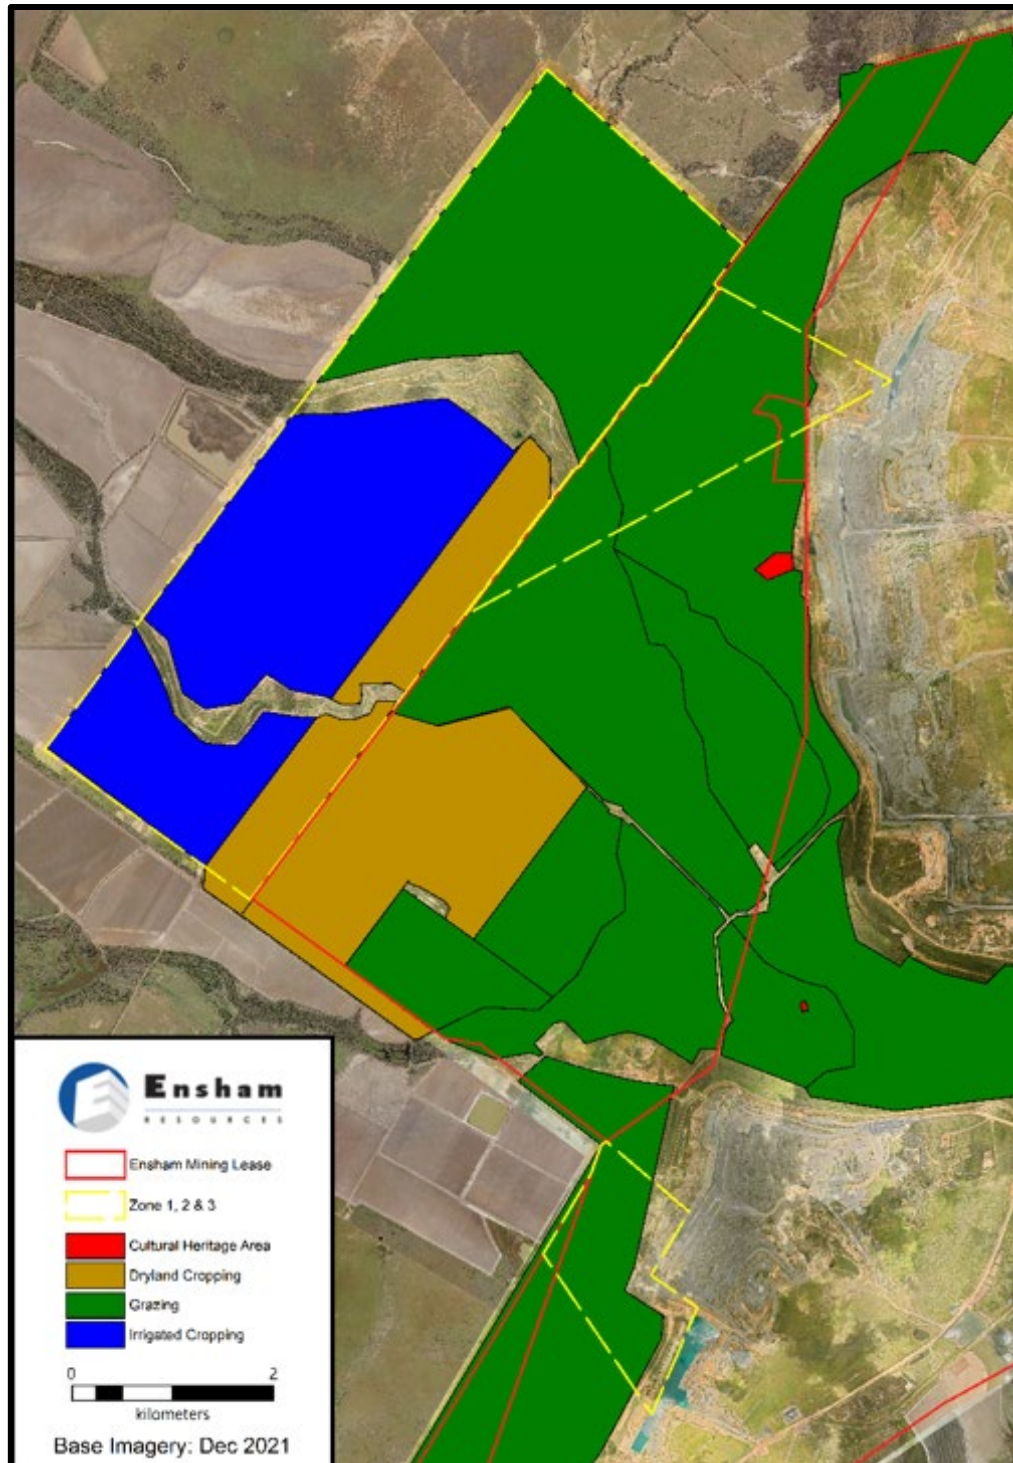 Ensham
RESOURCES
Ensham Mining Lease
Zone 1, 2 & 3
Cultural Heritage Area
Dryland Cropping
Grazing
Irrigated Cropping
0 2
kilometers
Base Imagery: Dec 2021